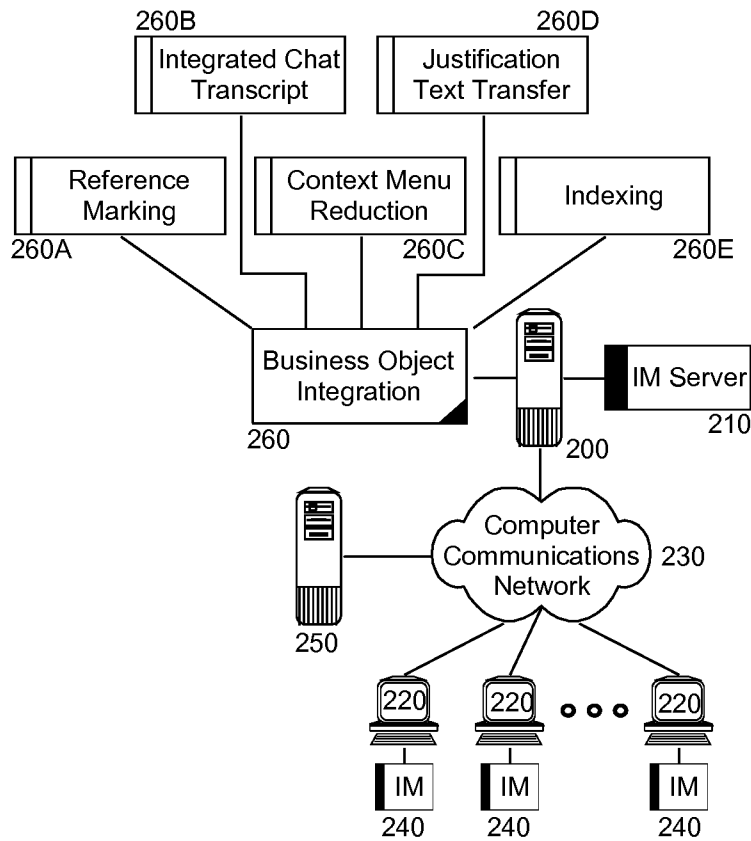 260B
260D
Integrated Chat
Transcript
Justification
Text Transfer
Reference
Marking
Context Menu
Reduction
Indexing
260A
260C
260E
Business Object
Integration
IM Server
260
200
210
Computer
Communications
Network
230
250
220
220
220
IM
IM
IM
240
240
240